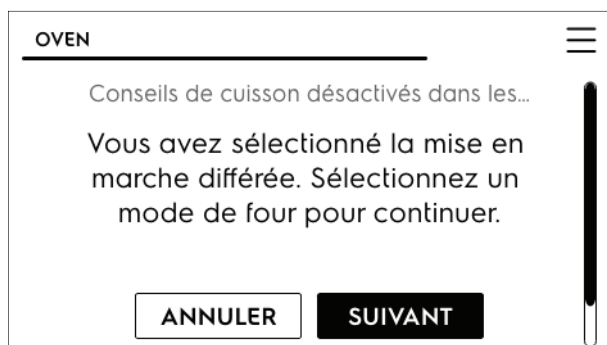 OVEN
Conseils de cuisson désactivés dans les...
Vous avez sélectionné la mise en
marche différée. Sélectionnez un
mode de four pour continuer.
ANNULER SUIVANT